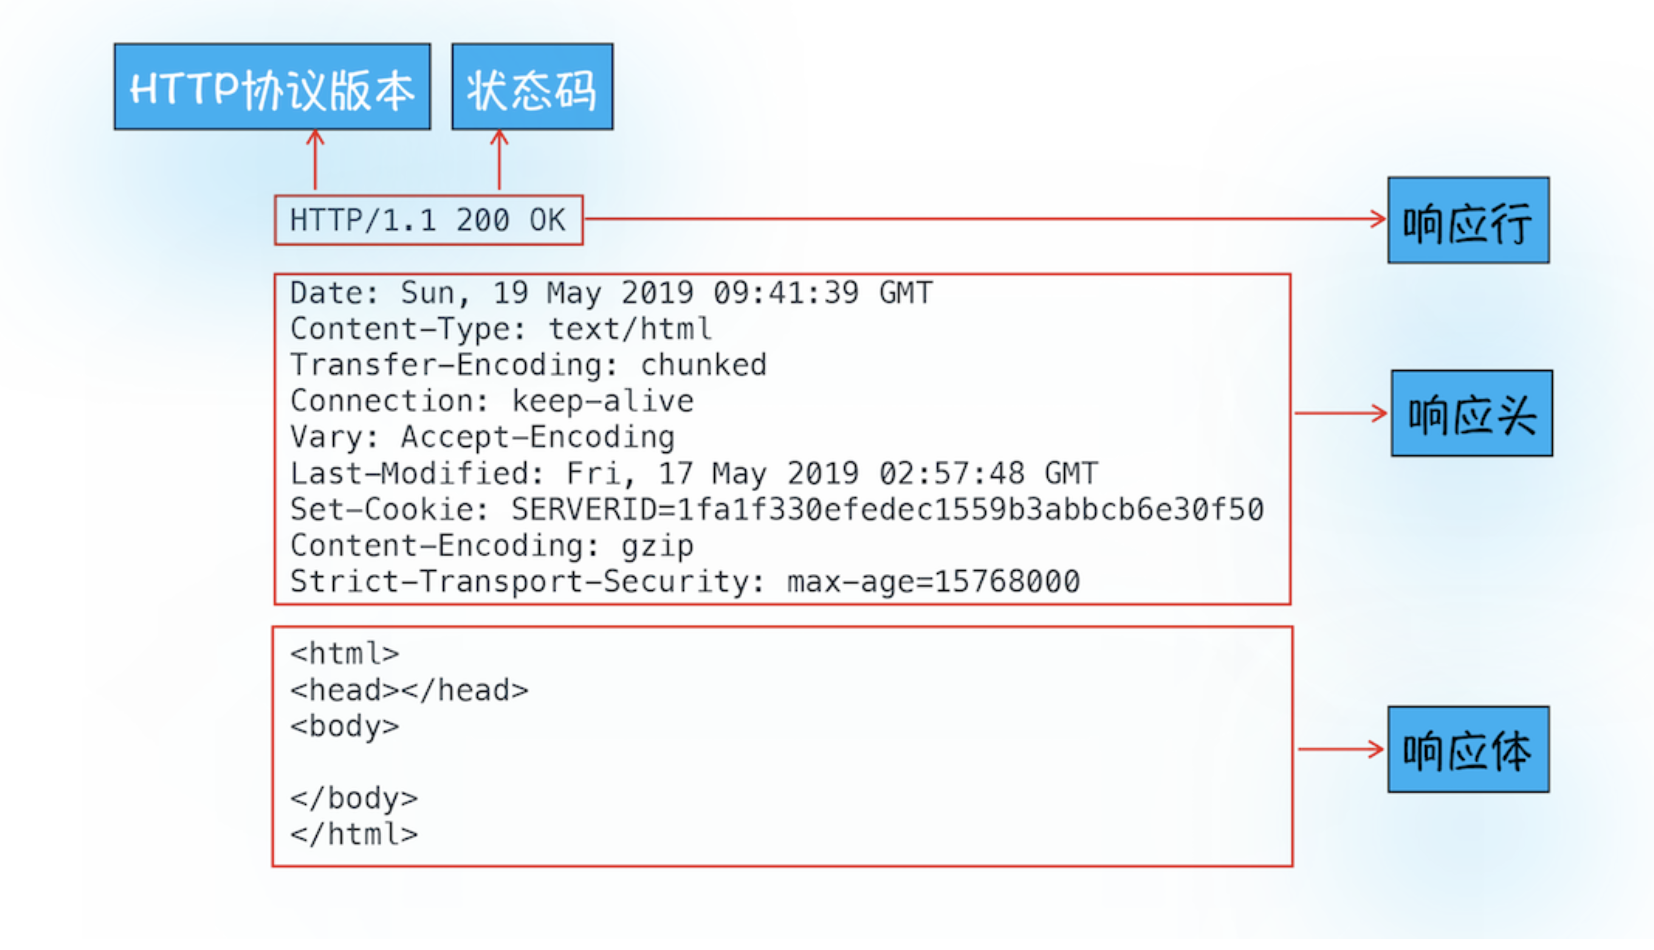 HTTP协议版本 状态码
HTTP/1.1 200 OK
响应行
Date: Sun, 19 May 2019 09:41:39 GMT
Content-Type: text/html
Transfer-Encoding: chunked
Connection: keep-alive
Vary: Accept-Encoding
Last-Modified: Fri, 17 May 2019 02:57:48 GMT
Set-Cookie: SERVERID=1fa1f330efedec1559b3abbcb6e30f50
Content-Encoding: gzip
Strict-Transport-Security: max-age=15768000
响应头
<html>
<head></head>
<body>
</body>
</html>
响应体